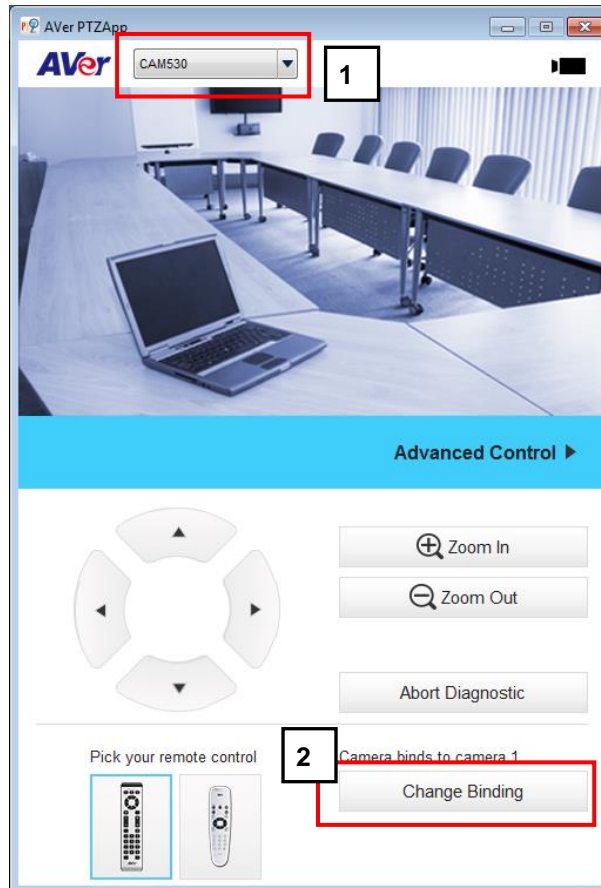 AVer PTZApp
AVer
CAM530
1
Advanced Control
Zoom In
Zoom Out
Abort Diagnostic
Pick your remote control
2
Camera binds to camera 1
Change Binding